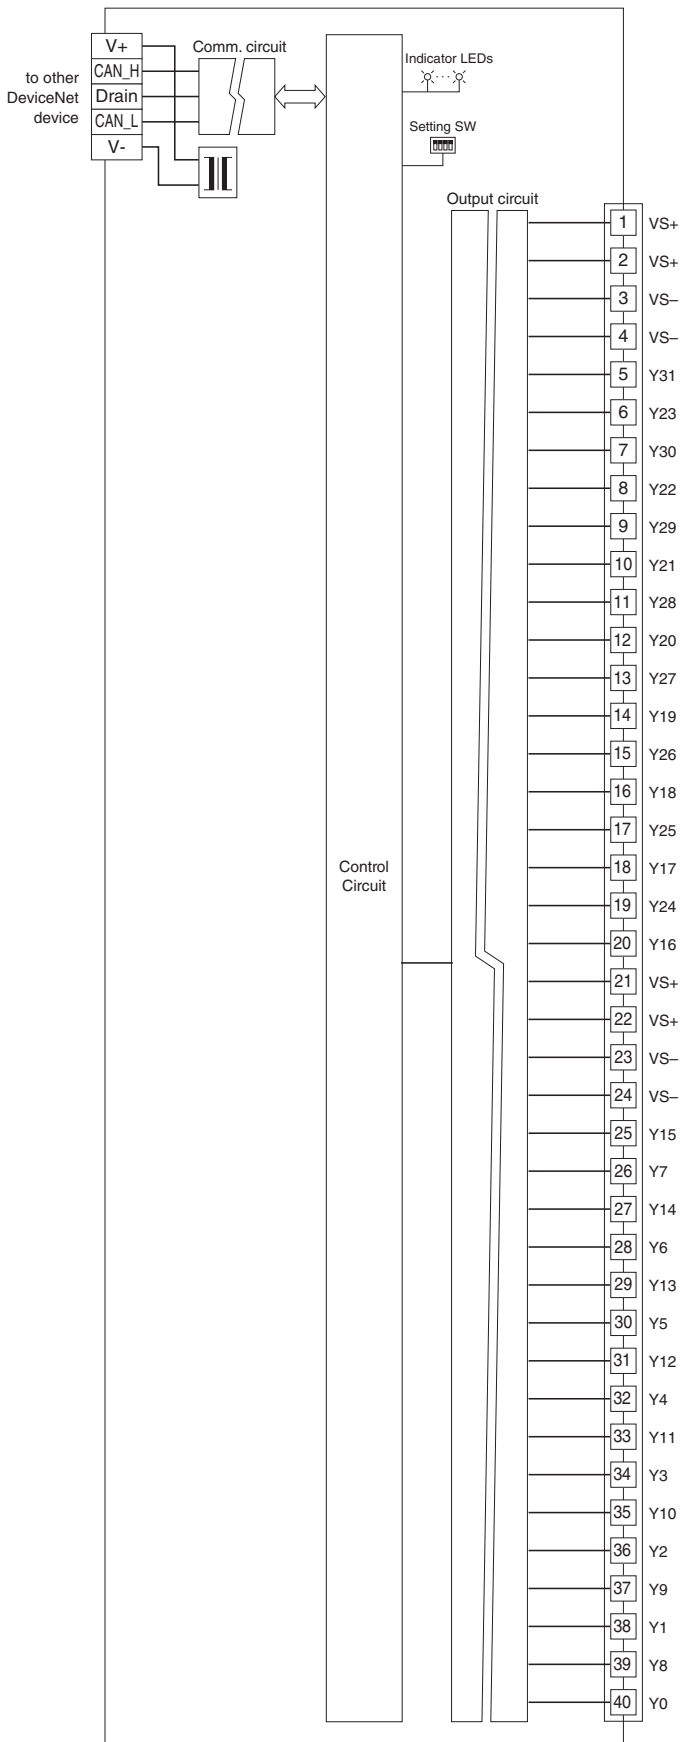 V+
CAN_H
Drain
CAN_L
V-
to other
DeviceNet
device
Comm. circuit
Indicator LEDs
Setting SW
Output circuit
Control
Circuit
1 VS+
2 VS+
3 VS–
4 VS–
5 Y31
6 Y23
7 Y30
8 Y22
9 Y29
10 Y21
11 Y28
12 Y20
13 Y27
14 Y19
15 Y26
16 Y18
17 Y25
18 Y17
19 Y24
20 Y16
21 VS+
22 VS+
23 VS–
24 VS–
25 Y15
26 Y7
27 Y14
28 Y6
29 Y13
30 Y5
31 Y12
32 Y4
33 Y11
34 Y3
35 Y10
36 Y2
37 Y9
38 Y1
39 Y8
40 Y0